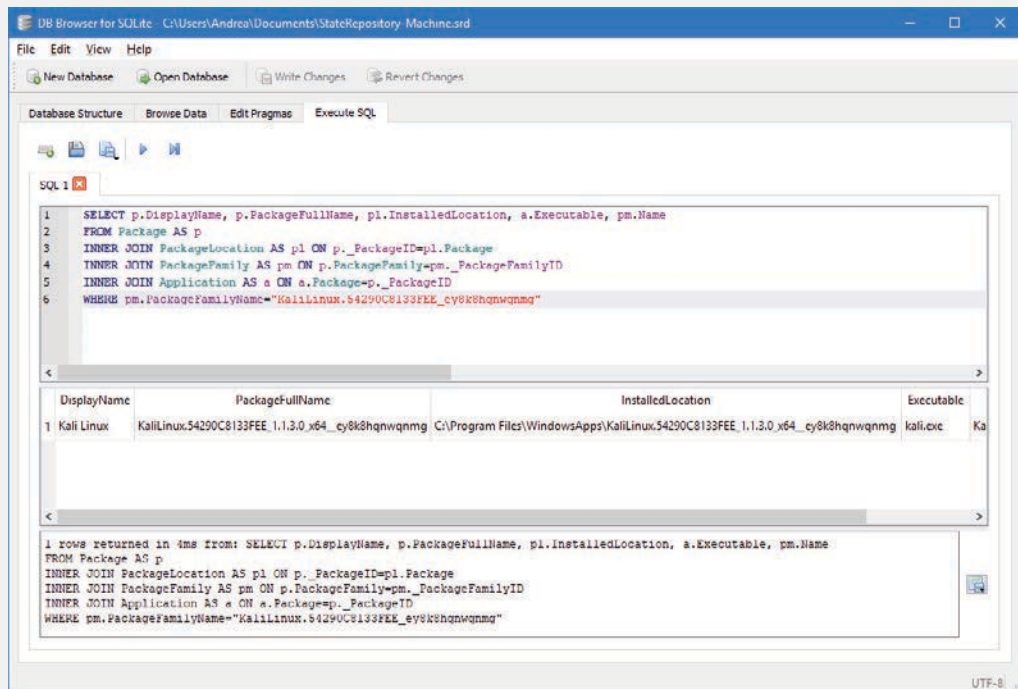 DB Browser for SQLite - C:\Users\Andrea\Documents\StateRepository-Machine.srd
File Edit View Help
New Database Open Database Write Changes Revert Changes
Database Structure Browse Data Edit Pragmas Execute SQL
SQL 1
1 SELECT p.DisplayName, p.PackageFullName, pl.InstalledLocation, a.Executable, pm.Name
2 FROM Package AS p
3 INNER JOIN PackageLocation AS pl ON p._PackageID=pl.Package
4 INNER JOIN PackageFamily AS pm ON p.PackageFamily=pm._PackageFamilyID
5 INNER JOIN Application AS a ON a.Package=p._PackageID
6 WHERE pm.PackageFamilyName="KaliLinux.54290C8133FEE_ey8k8hqnwqnmg"
DisplayName PackageFullName InstalledLocation Executable
1 Kali Linux KaliLinux.54290C8133FEE_1.1.3.0_x64__ey8k8hqnwqnmg C:\Program Files\WindowsApps\KaliLinux.54290C8133FEE_1.1.3.0_x64__ey8k8hqnwqnmg kali.exe Ka
1 rows returned in 4ms from: SELECT p.DisplayName, p.PackageFullName, pl.InstalledLocation, a.Executable, pm.Name
FROM Package AS p
INNER JOIN PackageLocation AS pl ON p._PackageID=pl.Package
INNER JOIN PackageFamily AS pm ON p.PackageFamily=pm._PackageFamilyID
INNER JOIN Application AS a ON a.Package=p._PackageID
WHERE pm.PackageFamilyName="KaliLinux.54290C8133FEE_ey8k8hqnwqnmg"
UTF-8